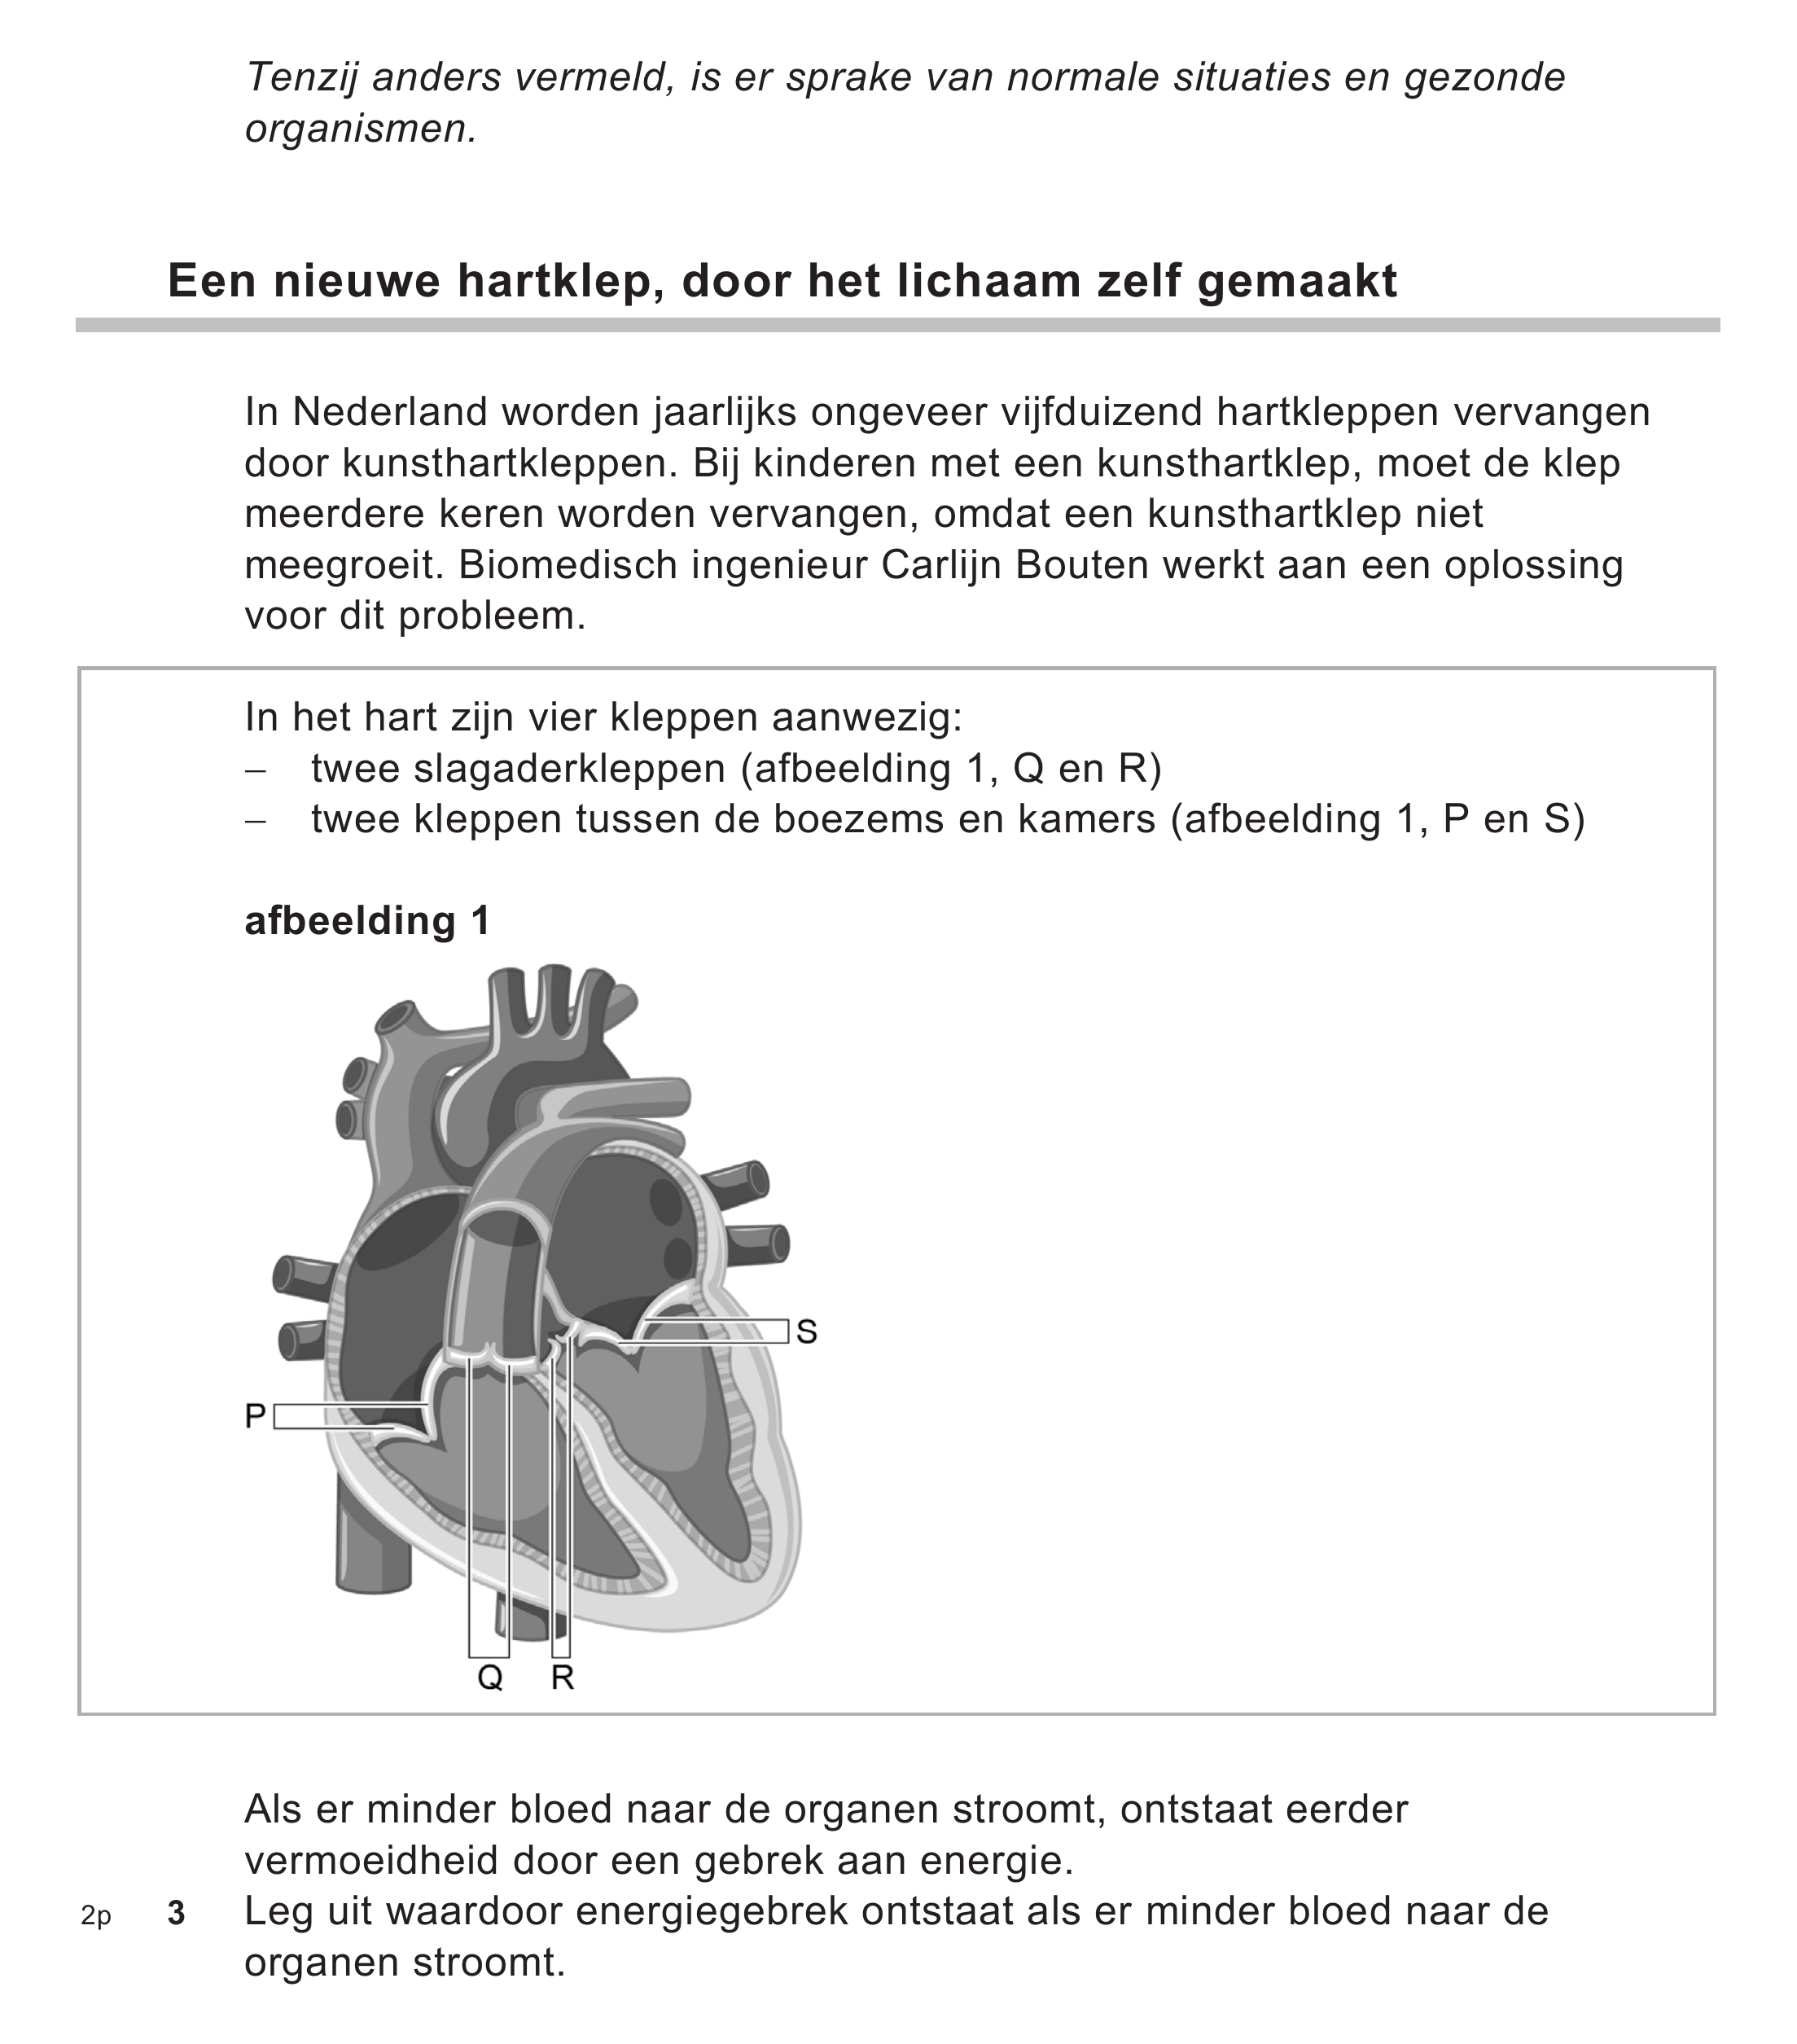 Tenzij anders vermeld, is er sprake van normale situaties en gezonde
organismen.
Een nieuwe hartklep, door het lichaam zelf gemaakt
In Nederland worden jaarlijks ongeveer vijfduizend hartkleppen vervangen
door kunsthartkleppen. Bij kinderen met een kunsthartklep, moet de klep
meerdere keren worden vervangen, omdat een kunsthartklep niet
meegroeit. Biomedisch ingenieur Carlijn Bouten werkt aan een oplossing
voor dit probleem.
In het hart zijn vier kleppen aanwezig:
– twee slagaderkleppen (afbeelding 1, Q en R)
– twee kleppen tussen de boezems en kamers (afbeelding 1, P en S)
afbeelding 1
S
P
Q R
Als er minder bloed naar de organen stroomt, ontstaat eerder
vermoeidheid door een gebrek aan energie.
2p 3 Leg uit waardoor energiegebrek ontstaat als er minder bloed naar de
organen stroomt.